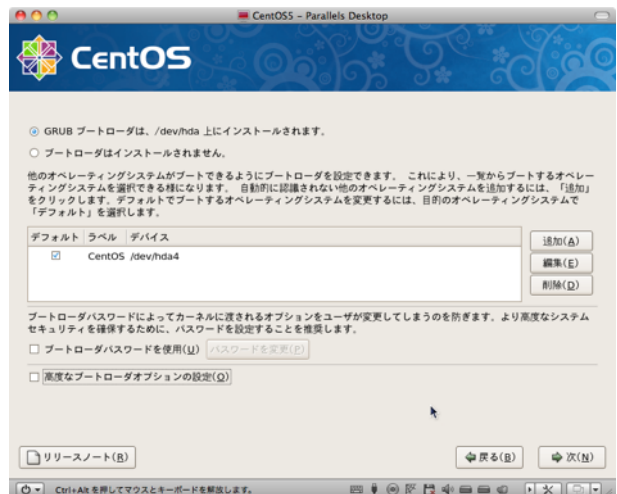 CentOS5 - Parallels Desktop
CentOS
GRUB ブートローダは、/dev/hda 上にインストールされます。
ブートローダはインストールされません。
他のオペレーティングシステムがブートできるようにブートローダを設定できます。 これにより、一覧からブートするオペレー
ティングシステムを選択できる様になります。 自動的に認識されない他のオペレーティングシステムを追加するには、「追加」
をクリックします。デフォルトでブートするオペレーティングシステムを変更するには、目的のオペレーティングシステムで
「デフォルト」を選択します。
デフォルト ラベル デバイス
CentOS /dev/hda4
追加(A)
編集(E)
削除(D)
ブートローダパスワードによってカーネルに渡されるオプションをユーザが変更してしまうのを防ぎます。より高度なシステム
セキュリティを確保するために、パスワードを設定することを推奨します。
ブートローダパスワードを使用(U) パスワードを変更(P)
高度なブートローダオプションの設定(O)
リリースノート(R) 戻る(B) 次(N)
Ctrl+Alt を押してマウスとキーボードを解放します。